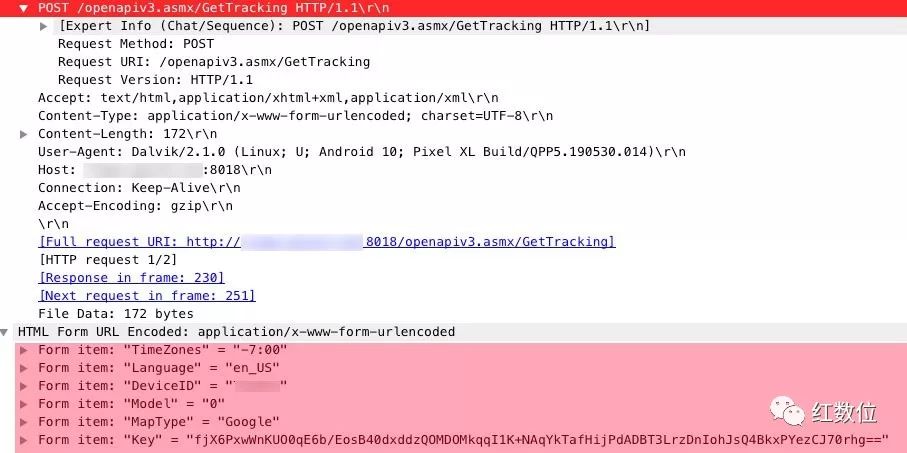 POST /openapiv3.asmx/GetTracking HTTP/1.1\r\n
[Expert Info (Chat/Sequence): POST /openapiv3.asmx/GetTracking HTTP/1.1\r\n]
Request Method: POST
Request URI: /openapiv3.asmx/GetTracking
Request Version: HTTP/1.1
Accept: text/html,application/xhtml+xml,application/xml\r\n
Content-Type: application/x-www-form-urlencoded; charset=UTF-8\r\n
Content-Length: 172\r\n
User-Agent: Dalvik/2.1.0 (Linux; U; Android 10; Pixel XL Build/QPP5.190530.014)\r\n
Host: :8018\r\n
Connection: Keep-Alive\r\n
Accept-Encoding: gzip\r\n
\r\n
[Full request URI: http:// 8018/openapiv3.asmx/GetTracking]
[HTTP request 1/2]
[Response in frame: 230]
[Next request in frame: 251]
File Data: 172 bytes
HTML Form URL Encoded: application/x-www-form-urlencoded
Form item: "TimeZones" = "-7:00"
Form item: "Language" = "en_US"
Form item: "DeviceID" = " "
Form item: "Model" = "0"
Form item: "MapType" = "Google"
Form item: "Key" = "fjX6PxwWnKUO0qE6b/EosB40dxddzQOMDOMkqqI1K+NAqYkTafHijPdADBT3LrzDnIohJsQ4BkxPYezCJ70rhg=="
红数位